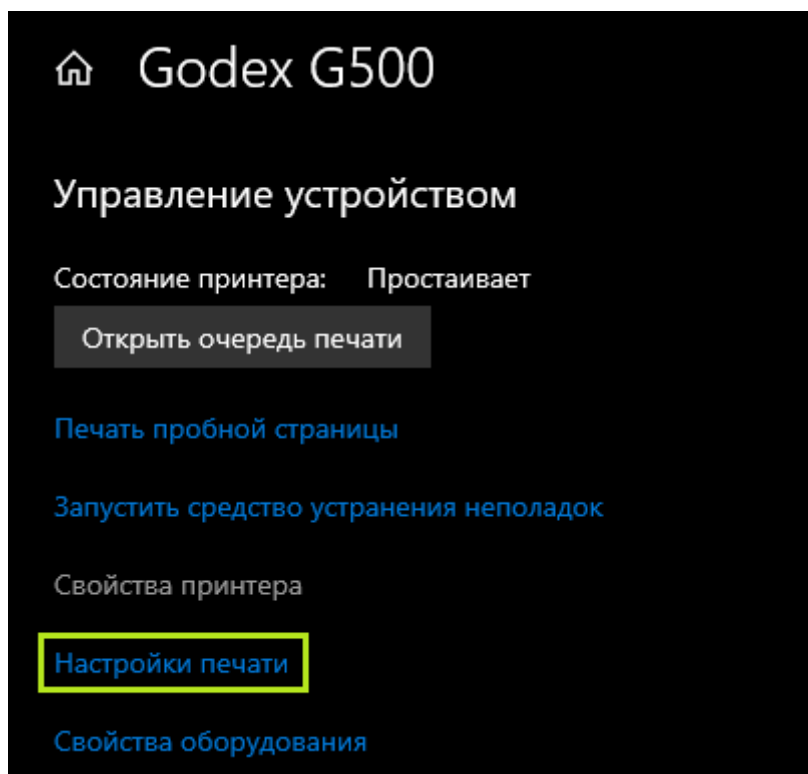 Godex G500
Управление устройством
Состояние принтера: Простаивает
Открыть очередь печати
Печать пробной страницы
Запустить средство устранения неполадок
Свойства принтера
Настройки печати
Свойства оборудования